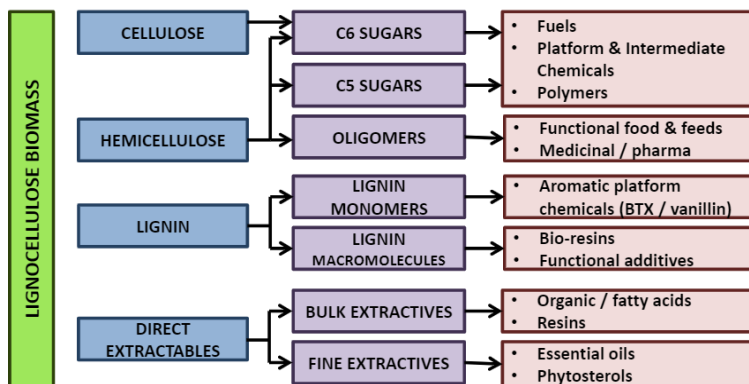 LIGNOCELLULOSE BIOMASS
CELLULOSE
C6 SUGARS
• Fuels
• Platform & Intermediate
Chemicals
• Polymers
C5 SUGARS
HEMICELLULOSE
OLIGOMERS
• Functional food & feeds
• Medicinal / pharma
LIGNIN
LIGNIN
MONOMERS
• Aromatic platform
chemicals (BTX / vanillin)
LIGNIN
MACROMOLECULES
• Bio-resins
• Functional additives
DIRECT
EXTRACTABLES
BULK EXTRACTIVES
• Organic / fatty acids
• Resins
FINE EXTRACTIVES
• Essential oils
• Phytosterols